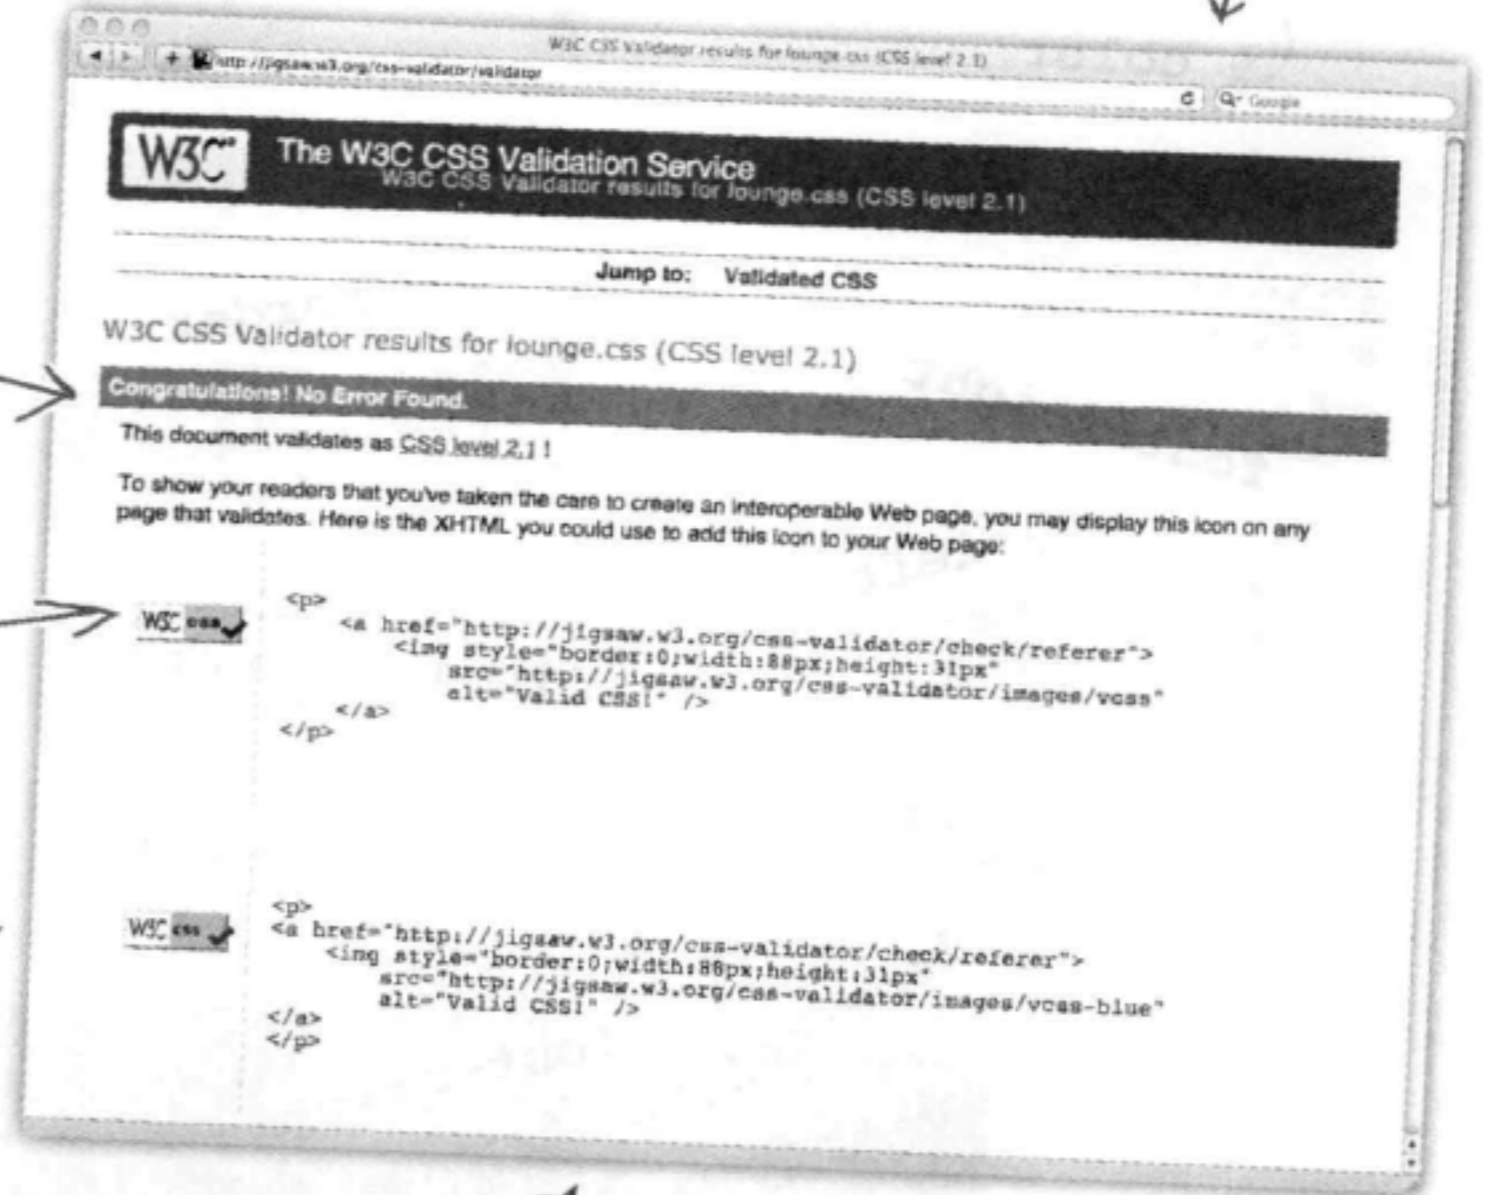 W3C CSS Validator results for lounge.css (CSS level 2.1)
http://jigsaw.w3.org/css-validator/validator
Google
W3C The W3C CSS Validation Service
W3C CSS Validator results for lounge.css (CSS level 2.1)
Jump to: Validated CSS
W3C CSS Validator results for lounge.css (CSS level 2.1)
Congratulations! No Error Found.
This document validates as CSS level 2.1 !
To show your readers that you've taken the care to create an interoperable Web page, you may display this icon on any
page that validates. Here is the XHTML you could use to add this icon to your Web page:
W3C css
<p>
<a href="http://jigsaw.w3.org/css-validator/check/referer">
<img style="border:0;width:88px;height:31px"
src="http://jigsaw.w3.org/css-validator/images/vcss"
alt="Valid CSS!" />
</a>
</p>
W3C css
<p>
<a href="http://jigsaw.w3.org/css-validator/check/referer">
<img style="border:0;width:88px;height:31px"
src="http://jigsaw.w3.org/css-validator/images/vcss-blue"
alt="Valid CSS!" />
</a>
</p>